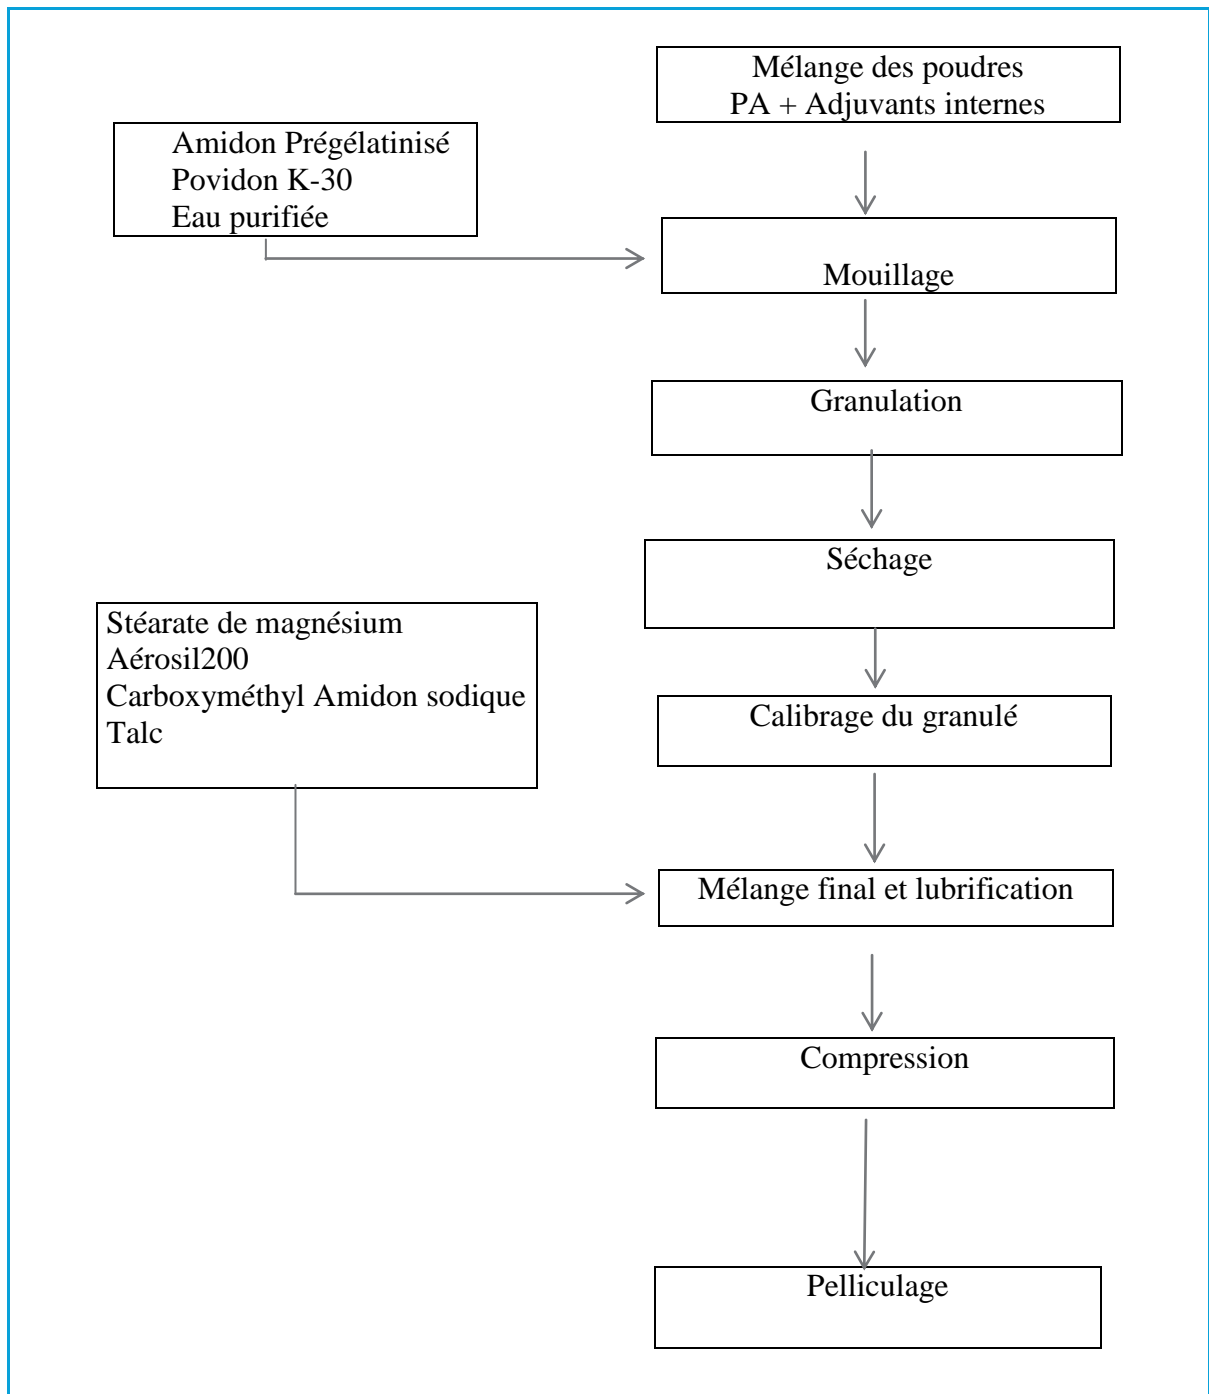 Mélange des poudres
PA + Adjuvants internes
Amidon Prégélatinisé
Povidon K-30
Eau purifiée
Mouillage
Granulation
Séchage
Stéarate de magnésium
Aérosil200
Carboxyméthyl Amidon sodique
Talc
Calibrage du granulé
Mélange final et lubrification
Compression
Pelliculage